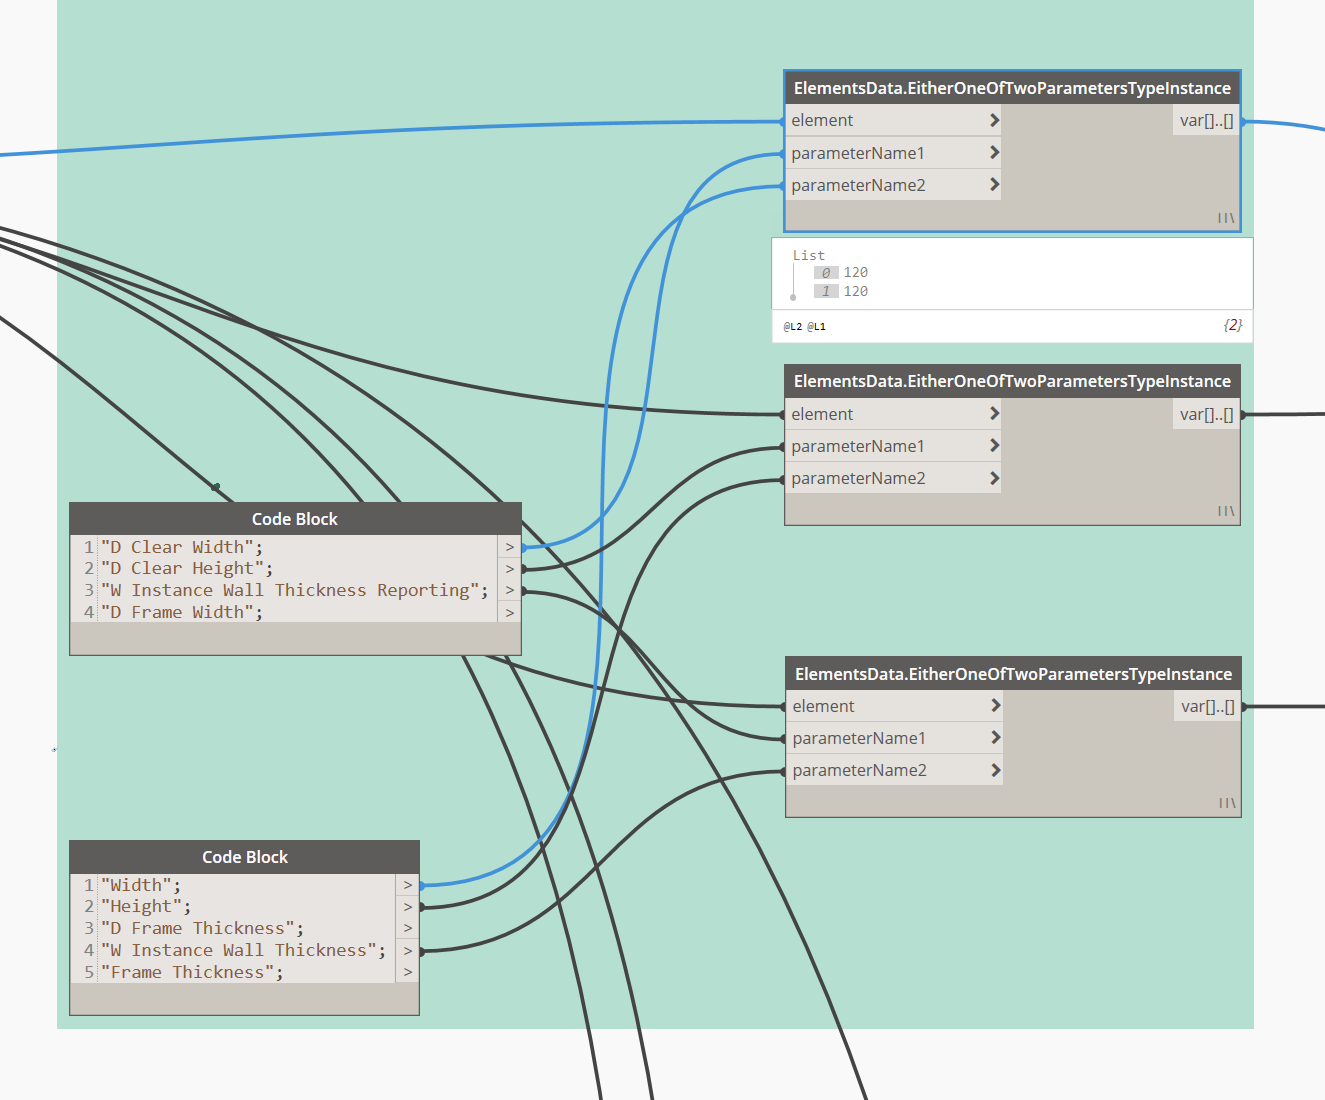 ElementsData.EitherOneOfTwoParametersTypeInstance
element > var[]..[]
parameterName1 >
parameterName2 >
List
0 120
1 120
@L2 @L1 {2}
ElementsData.EitherOneOfTwoParametersTypeInstance
element > var[]..[]
parameterName1 >
parameterName2 >
Code Block
1 "D Clear Width"; >
2 "D Clear Height"; >
3 "W Instance Wall Thickness Reporting"; >
4 "D Frame Width"; >
ElementsData.EitherOneOfTwoParametersTypeInstance
element > var[]..[]
parameterName1 >
parameterName2 >
Code Block
1 "Width"; >
2 "Height"; >
3 "D Frame Thickness"; >
4 "W Instance Wall Thickness"; >
5 "Frame Thickness"; >